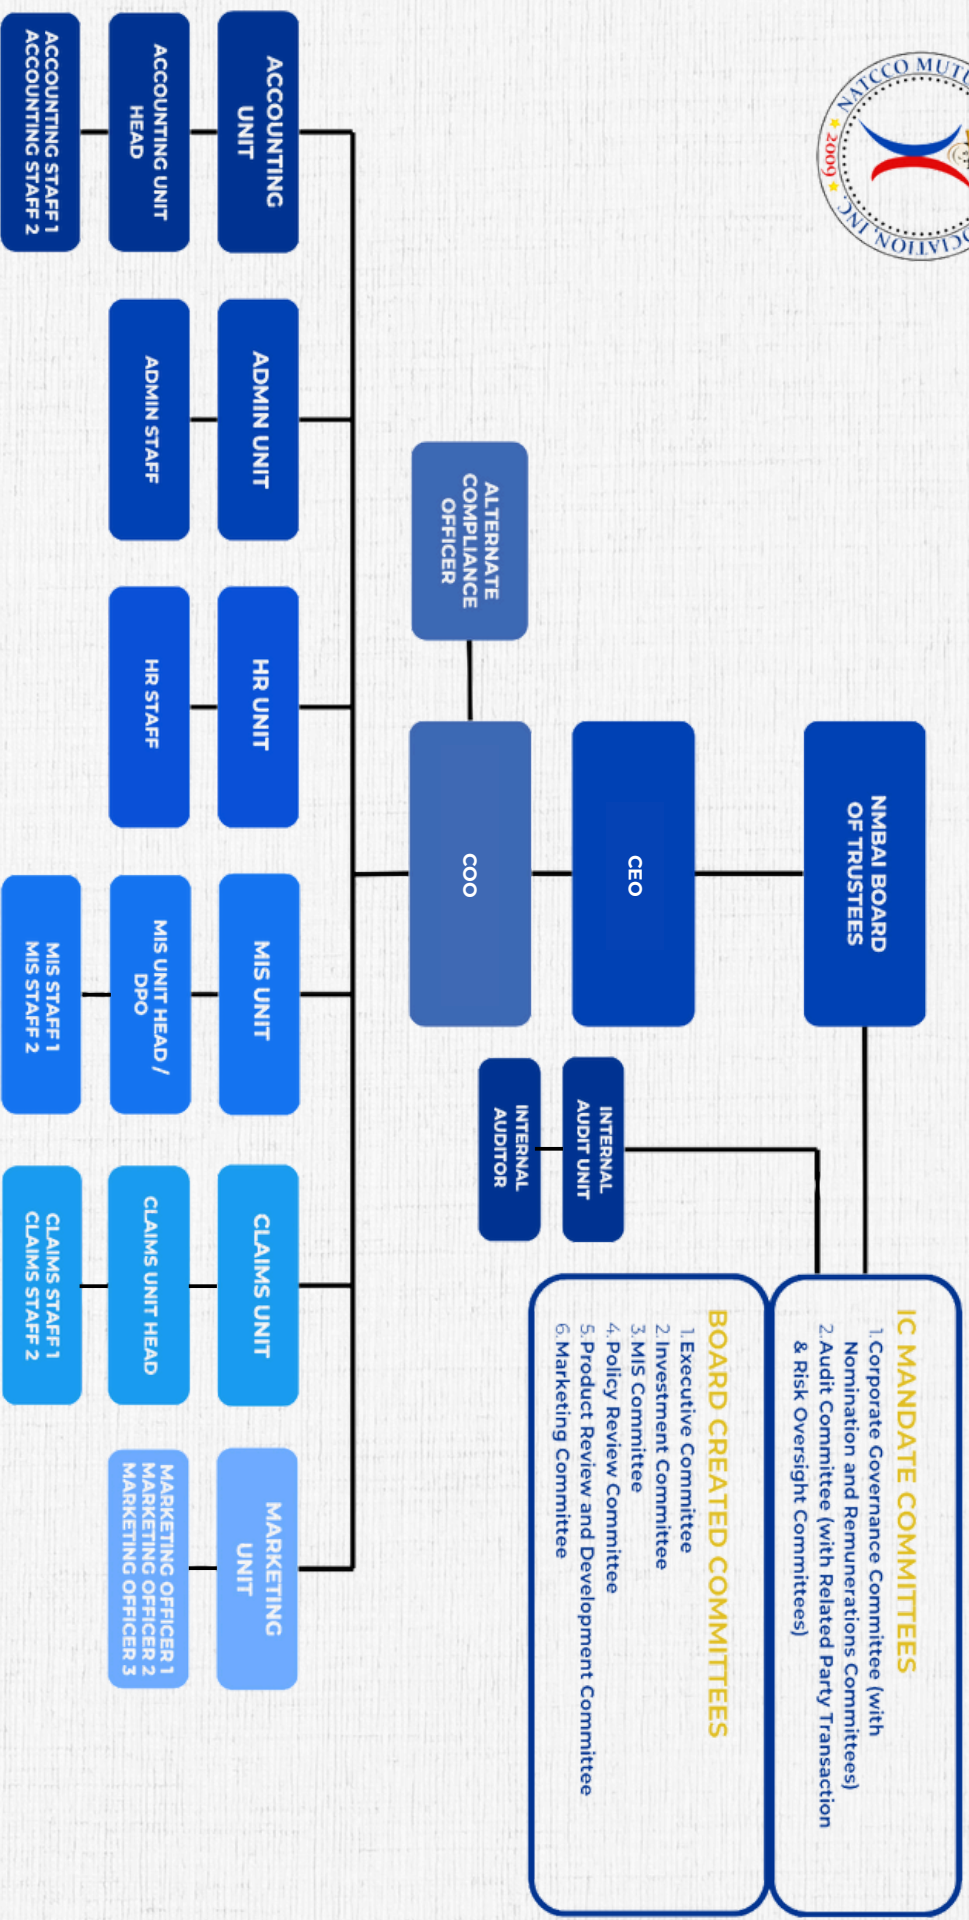 NATCCO MUTU
OCIATION, INC.
★ 2009 ★
NMBAI BOARD
OF TRUSTEES
IC MANDATE COMMITTEES
1. Corporate Governance Committee (with
Nomination and Remunerations Committees)
2. Audit Committee (with Related Party Transaction
& Risk Oversight Committees)
BOARD CREATED COMMITTEES
1. Executive Committee
2. Investment Committee
3. MIS Committee
4. Policy Review Committee
5. Product Review and Development Committee
6. Marketing Committee
CEO
INTERNAL
AUDIT UNIT
INTERNAL
AUDITOR
ALTERNATE
COMPLIANCE
OFFICER
COO
ACCOUNTING
UNIT
ADMIN UNIT
HR UNIT
MIS UNIT
CLAIMS UNIT
MARKETING
UNIT
ACCOUNTING UNIT
HEAD
ADMIN STAFF
HR STAFF
MIS UNIT HEAD /
DPO
CLAIMS UNIT HEAD
MARKETING OFFICER 1
MARKETING OFFICER 2
MARKETING OFFICER 3
ACCOUNTING STAFF 1
ACCOUNTING STAFF 2
MIS STAFF 1
MIS STAFF 2
CLAIMS STAFF 1
CLAIMS STAFF 2